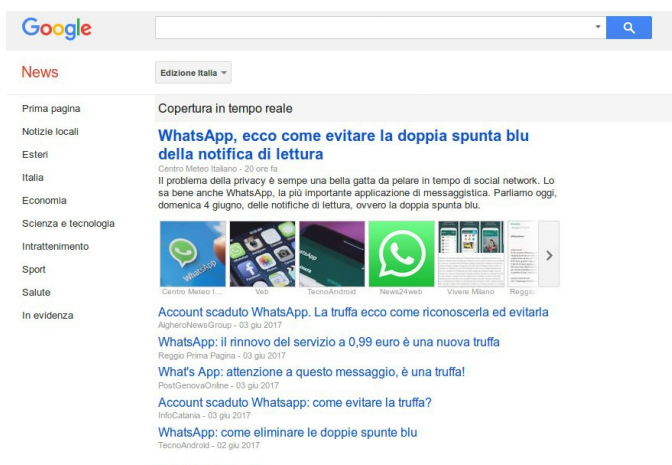 Google
News
Edizione Italia
Prima pagina
Notizie locali
Esteri
Italia
Economia
Scienza e tecnologia
Intrattenimento
Sport
Salute
In evidenza
Copertura in tempo reale
WhatsApp, ecco come evitare la doppia spunta blu
della notifica di lettura
Centro Meteo Italiano - 20 ore fa
Il problema della privacy è sempe una bella gatta da pelare in tempo di social network. Lo
sa bene anche WhatsApp, la più importante applicazione di messaggistica. Parliamo oggi,
domenica 4 giugno, delle notifiche di lettura, ovvero la doppia spunta blu.
WhatsApp
Centro Meteo I...
Veb
TecnoAndroid
News24web
Vivere Milano
Reggio
Account scaduto WhatsApp. La truffa ecco come riconoscerla ed evitarla
AlgheroNewsGroup - 03 giu 2017
WhatsApp: il rinnovo del servizio a 0,99 euro è una nuova truffa
Reggio Prima Pagina - 03 giu 2017
What's App: attenzione a questo messaggio, è una truffa!
PostGenovaOnline - 03 giu 2017
Account scaduto Whatsapp: come evitare la truffa?
InfoCatania - 03 giu 2017
WhatsApp: come eliminare le doppie spunte blu
TecnoAndroid - 02 giu 2017